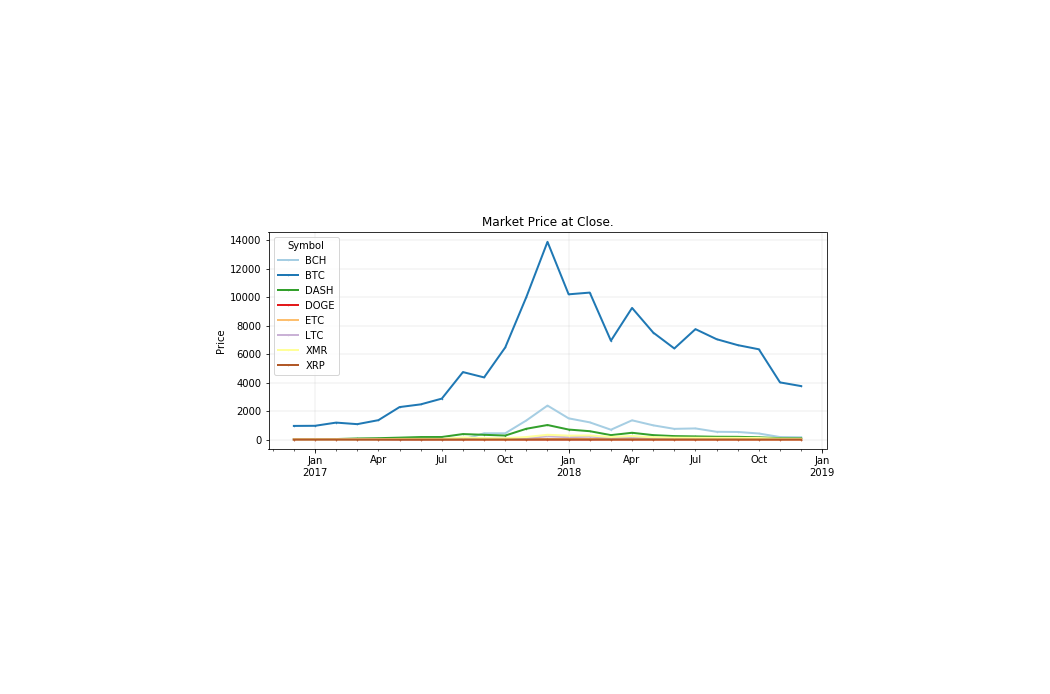 Market Price at Close.
Price
14000
12000
10000
8000
6000
4000
2000
0
Symbol
BCH
BTC
DASH
DOGE
ETC
LTC
XMR
XRP
Jan Apr Jul Oct Jan Apr Jul Oct Jan
2017 2018 2019